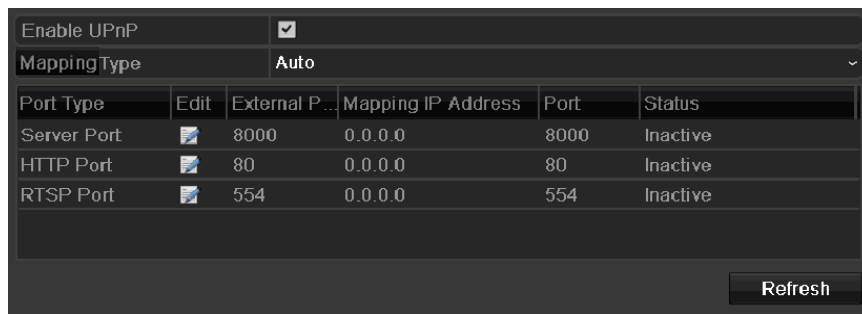 Enable UPnP
Mapping Type Auto
Port Type Edit External P... Mapping IP Address Port Status
Server Port 8000 0.0.0.0 8000 Inactive
HTTP Port 80 0.0.0.0 80 Inactive
RTSP Port 554 0.0.0.0 554 Inactive
Refresh